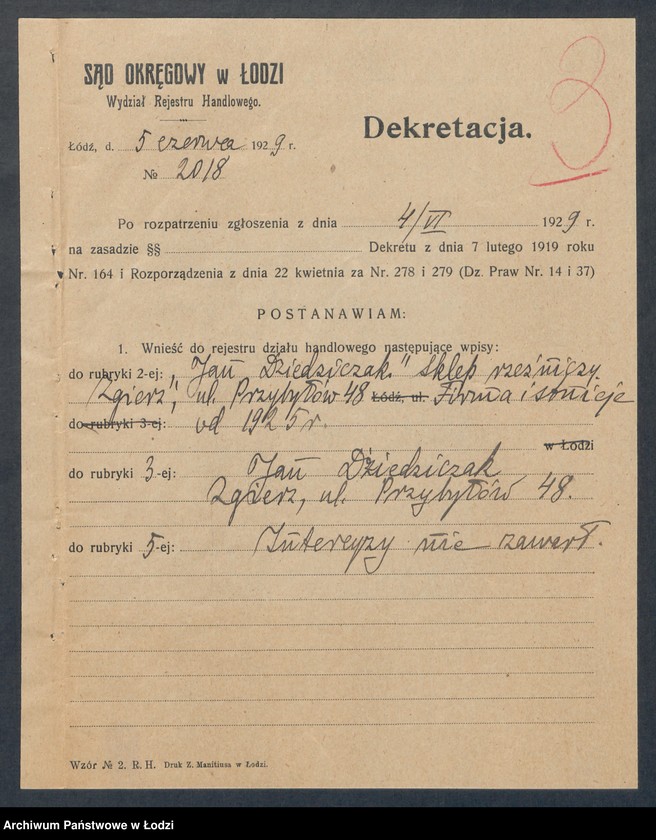 SĄD OKRĘGOWY w ŁODZI
Wydział Rejestru Handlowego.
Dekretacja.
3
Łódź, d. 5 czerwca 1929 r.
№ 2018
Po rozpatrzeniu zgłoszenia z dnia 4/VI 1929 r.
na zasadzie §§ Dekretu z dnia 7 lutego 1919 roku
Nr. 164 i Rozporządzenia z dnia 22 kwietnia za Nr. 278 i 279 (Dz. Praw Nr. 14 i 37)
POSTANAWIAM:
1. Wnieść do rejestru działu handlowego następujące wpisy:
do rubryki 2-ej: „Jan Dziedziczak" sklep rzeźniczy
Zgierz, ul. Przybyłów 48 Łódź, ul. Firma istnieje
do rubryki 3-ej: od 1925 r.
w Łodzi
do rubryki 3-ej: Jan Dziedziczak
Zgierz, ul. Przybyłów 48.
do rubryki 5-ej: Intercyzy nie zawarł.
Wzór № 2. R. H. Druk Z. Manitiusa w Łodzi.
Archiwum Państwowe w Łodzi